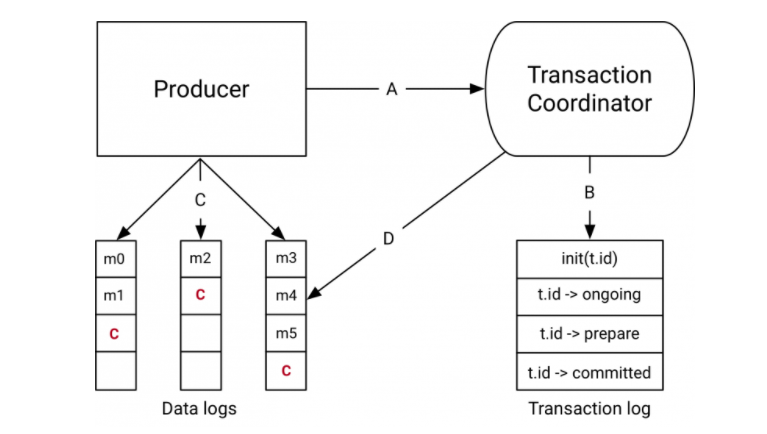 Producer
A
Transaction
Coordinator
C
B
D
m0
m1
C
m2
C
m3
m4
m5
C
init(t.id)
t.id -> ongoing
t.id -> prepare
t.id -> committed
Data logs
Transaction log